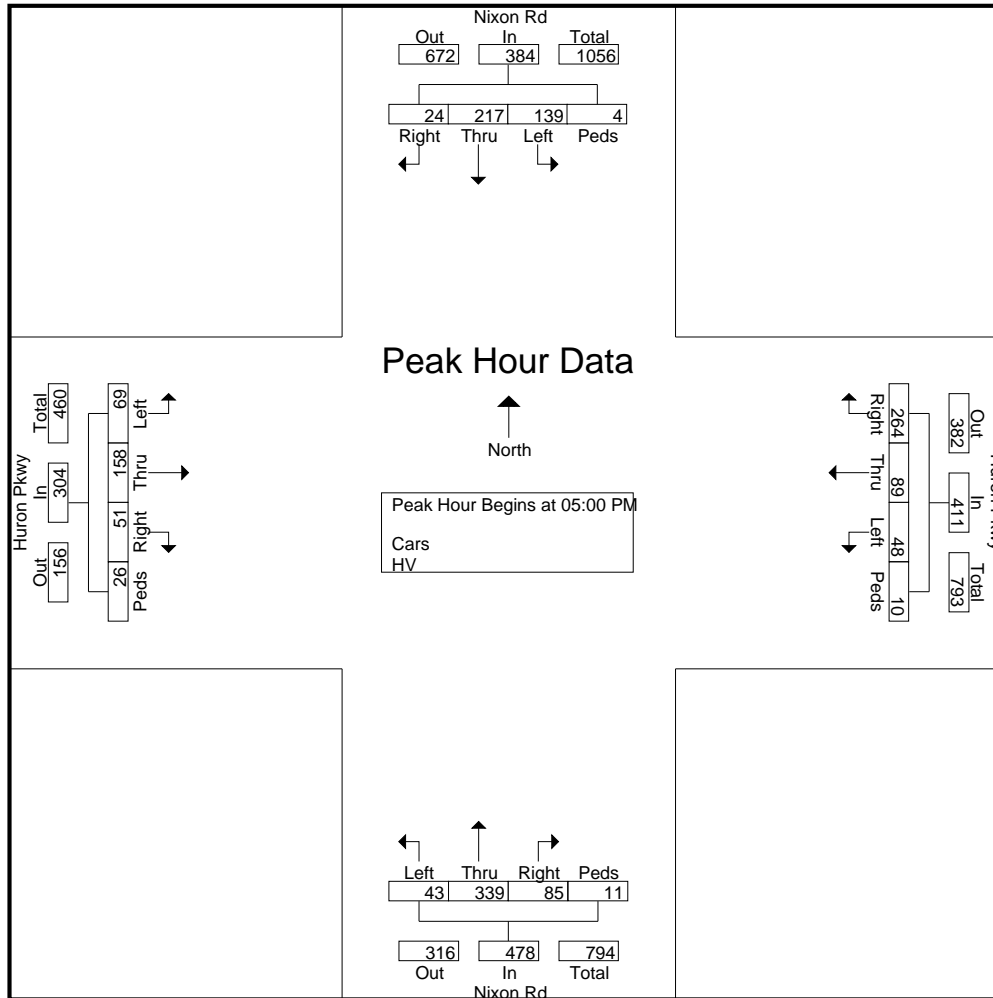 Nixon Rd
Out In Total
672 384 1056
24 217 139 4
Right Thru Left Peds
Peak Hour Data
North
Peak Hour Begins at 05:00 PM
Cars
HV
Huron Pkwy
Total In Out
460 304 156
69 158 51 26
Left Thru Right Peds
Right Thru Left Peds
264 89 48 10
Out In Total
382 411 793
Huron Pkwy
Left Thru Right Peds
43 339 85 11
316 478 794
Out In Total
Nixon Rd